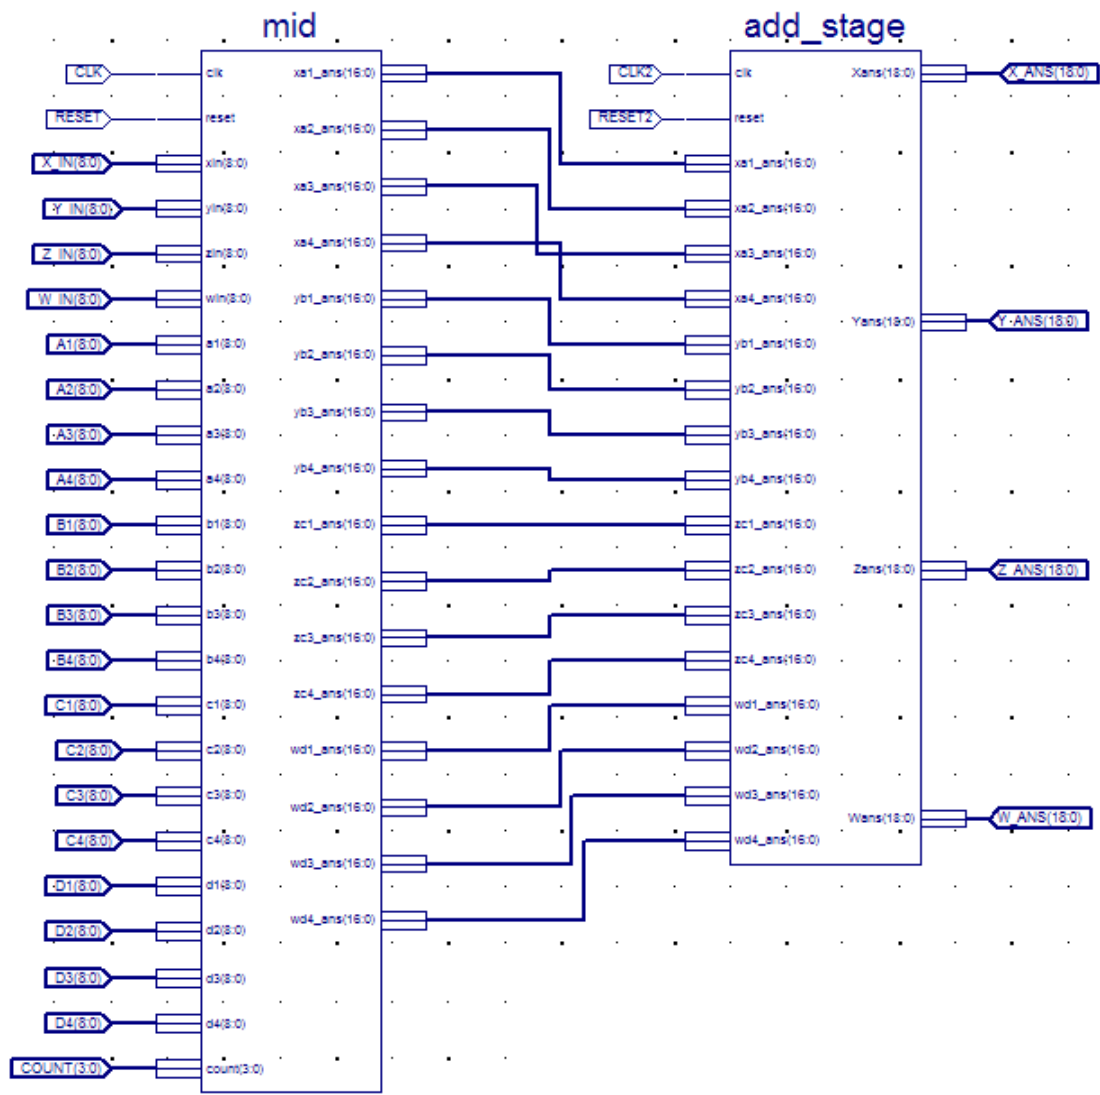 mid
add_stage
CLK
RESET
X_IN(8:0)
Y_IN(8:0)
Z_IN(8:0)
W_IN(8:0)
A1(8:0)
A2(8:0)
A3(8:0)
A4(8:0)
B1(8:0)
B2(8:0)
B3(8:0)
B4(8:0)
C1(8:0)
C2(8:0)
C3(8:0)
C4(8:0)
D1(8:0)
D2(8:0)
D3(8:0)
D4(8:0)
COUNT(3:0)
clk
reset
xin(8:0)
yin(8:0)
zin(8:0)
win(8:0)
a1(8:0)
a2(8:0)
a3(8:0)
a4(8:0)
b1(8:0)
b2(8:0)
b3(8:0)
b4(8:0)
c1(8:0)
c2(8:0)
c3(8:0)
c4(8:0)
d1(8:0)
d2(8:0)
d3(8:0)
d4(8:0)
count(3:0)
xa1_ans(16:0)
xa2_ans(16:0)
xa3_ans(16:0)
xa4_ans(16:0)
yb1_ans(16:0)
yb2_ans(16:0)
yb3_ans(16:0)
yb4_ans(16:0)
zc1_ans(16:0)
zc2_ans(16:0)
zc3_ans(16:0)
zc4_ans(16:0)
wd1_ans(16:0)
wd2_ans(16:0)
wd3_ans(16:0)
wd4_ans(16:0)
CLK2
RESET2
clk
reset
xa1_ans(16:0)
xa2_ans(16:0)
xa3_ans(16:0)
xa4_ans(16:0)
yb1_ans(16:0)
yb2_ans(16:0)
yb3_ans(16:0)
yb4_ans(16:0)
zc1_ans(16:0)
zc2_ans(16:0)
zc3_ans(16:0)
zc4_ans(16:0)
wd1_ans(16:0)
wd2_ans(16:0)
wd3_ans(16:0)
wd4_ans(16:0)
Xans(18:0)
Yans(18:0)
Zans(18:0)
Wans(18:0)
X_ANS(18:0)
Y_ANS(18:0)
Z_ANS(18:0)
W_ANS(18:0)